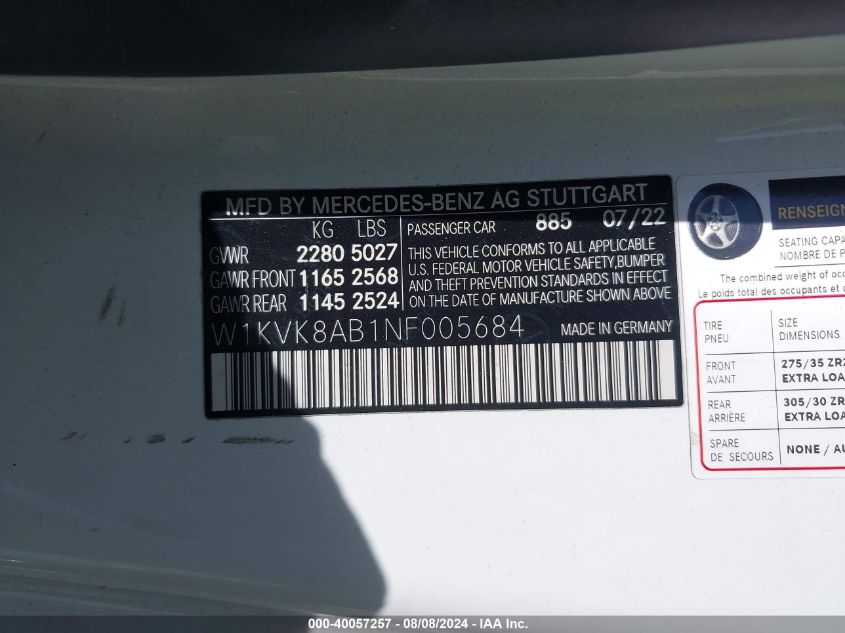 MFD BY MERCEDES-BENZ AG STUTTGART
KG LBS
GVWR 2280 5027
GAWR FRONT 1165 2568
GAWR REAR 1145 2524
PASSENGER CAR 885 07/22
THIS VEHICLE CONFORMS TO ALL APPLICABLE
U.S. FEDERAL MOTOR VEHICLE SAFETY, BUMPER
AND THEFT PREVENTION STANDARDS IN EFFECT
ON THE DATE OF MANUFACTURE SHOWN ABOVE
W1KVK8AB1NF005684 MADE IN GERMANY
RENSEIGN
SEATING CAPA
NOMBRE DE P
The combined weight of occ
Le poids total des occupants et c
TIRE SIZE
PNEU DIMENSIONS
FRONT 275/35 ZR2
AVANT EXTRA LOA
REAR 305/30 ZR
ARRIÈRE EXTRA LOA
SPARE NONE / AU
DE SECOURS
000-40057257 - 08/08/2024 - IAA Inc.